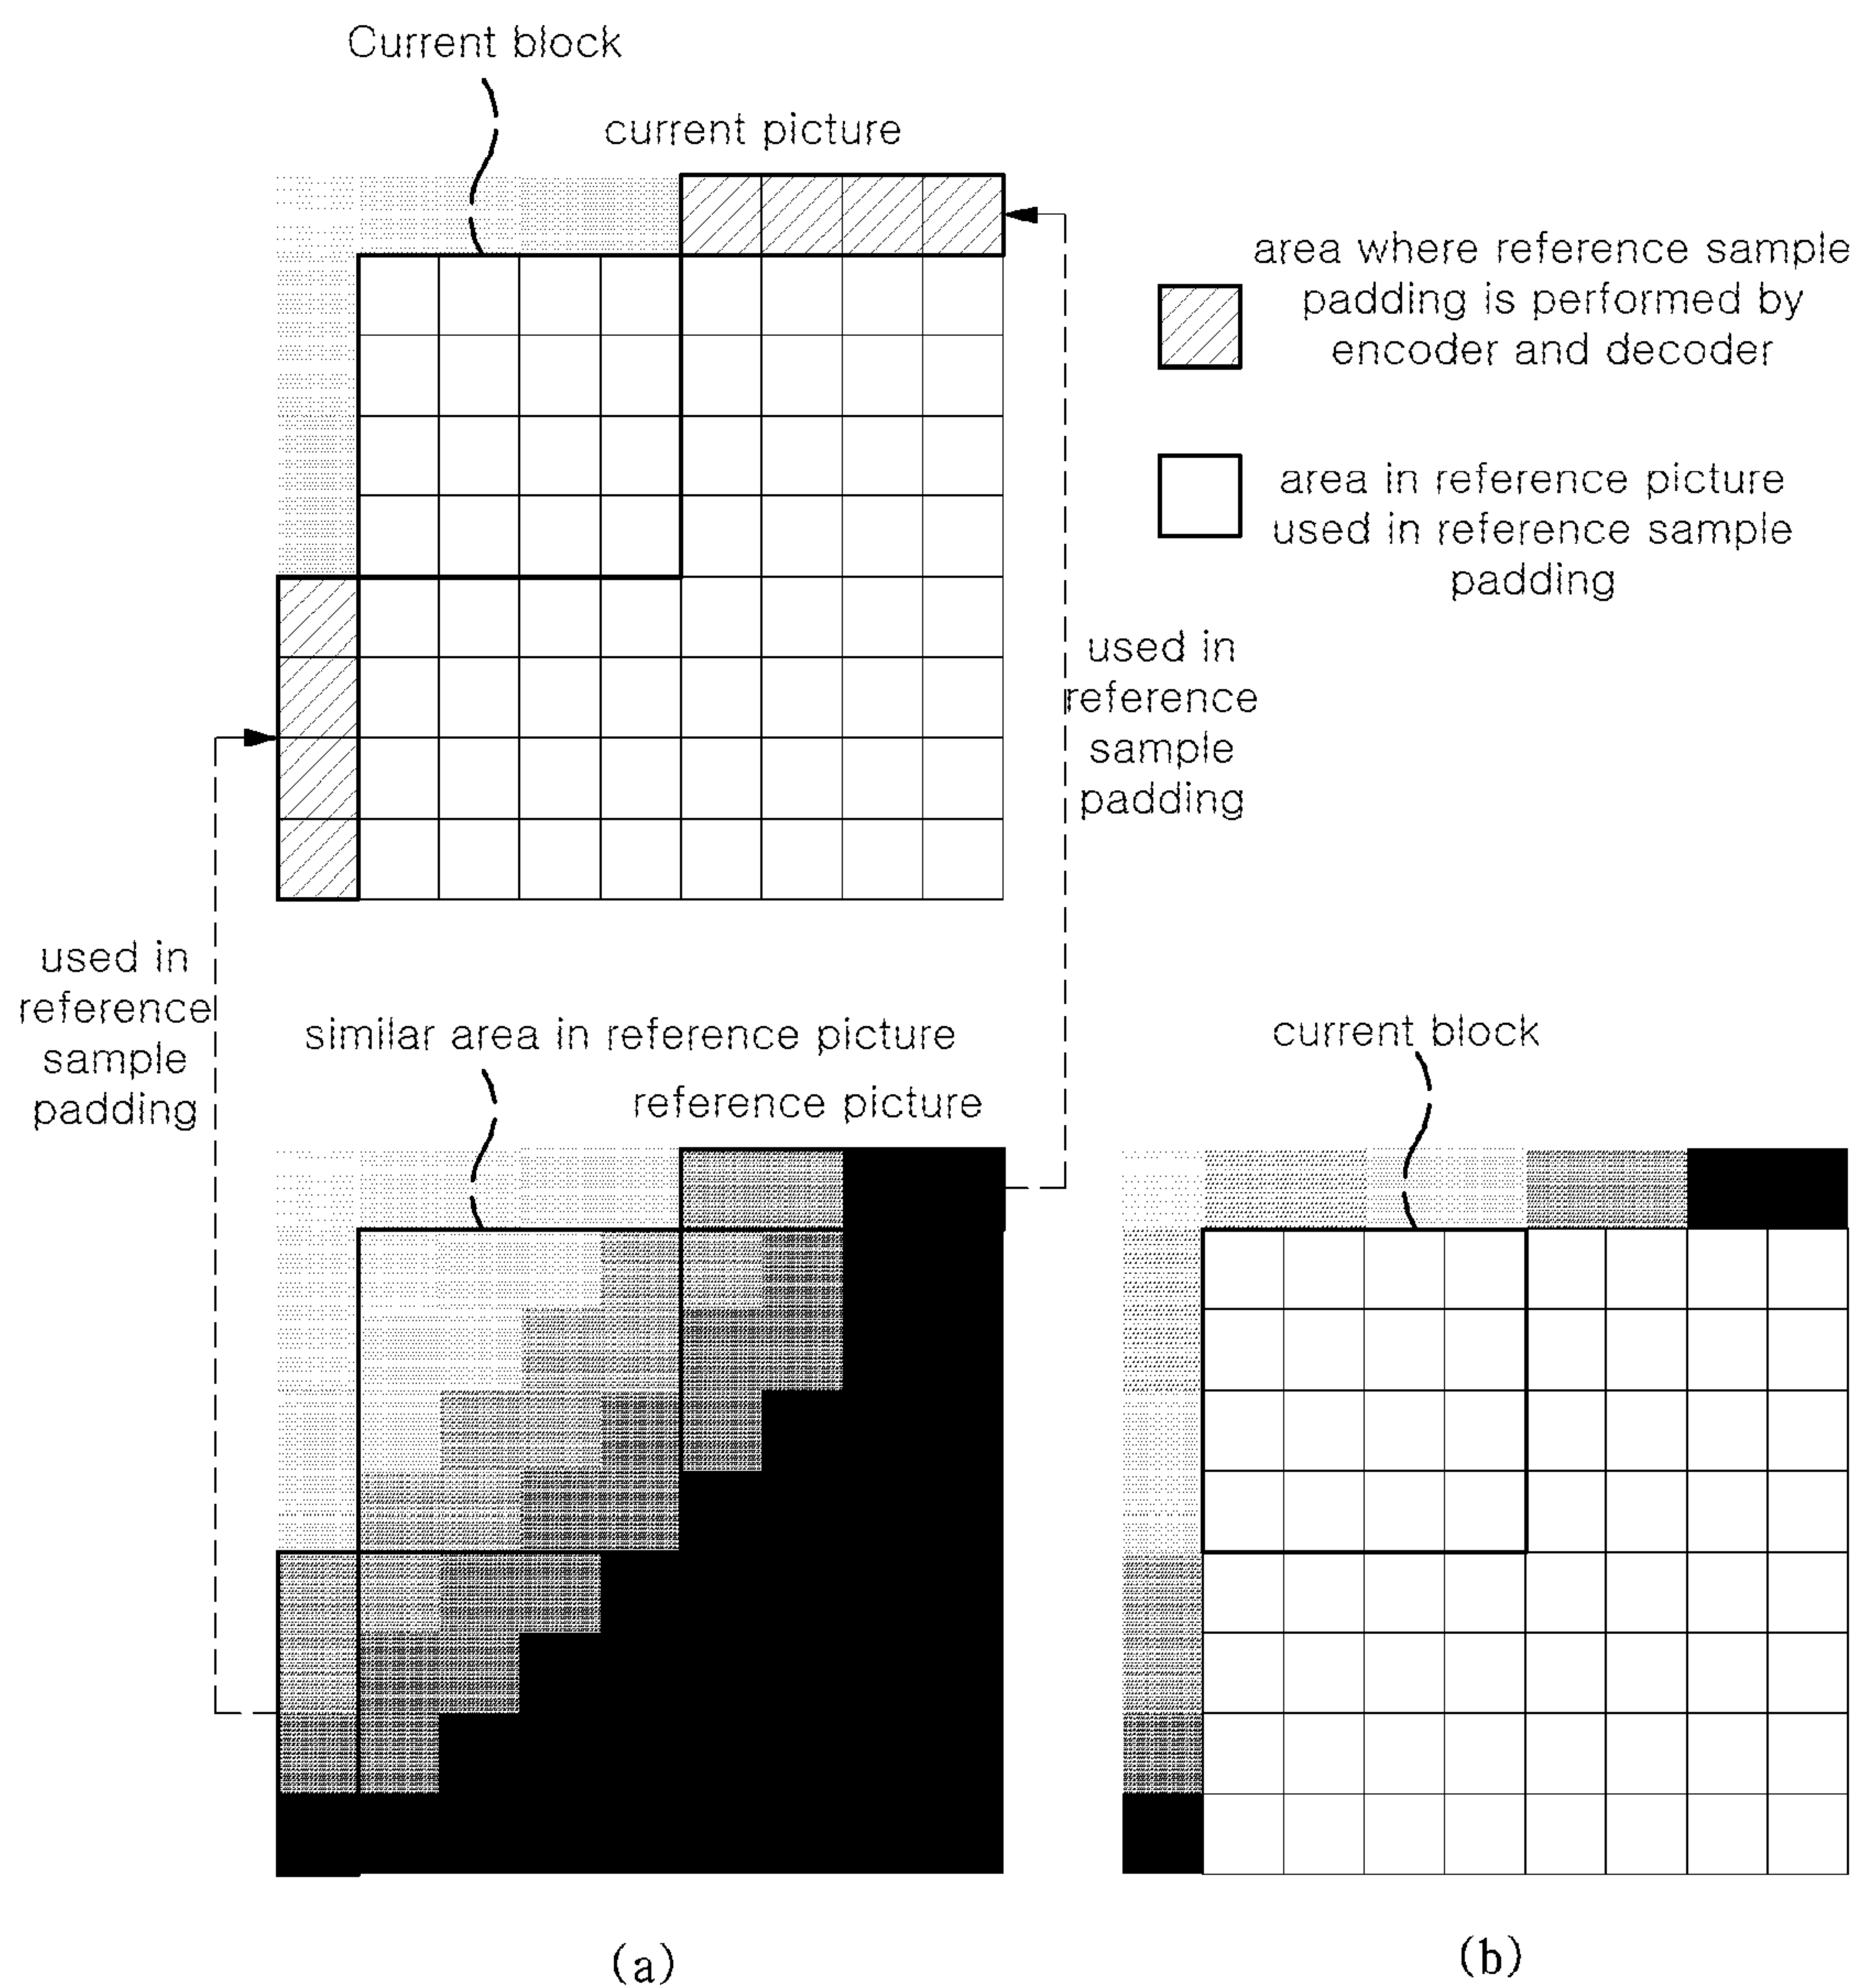 Current block
current picture
area where reference sample
padding is performed by
encoder and decoder
area in reference picture
used in reference sample
padding
used in
reference
sample
padding
used in
reference
sample
padding
similar area in reference picture
reference picture
current block
(a)
(b)